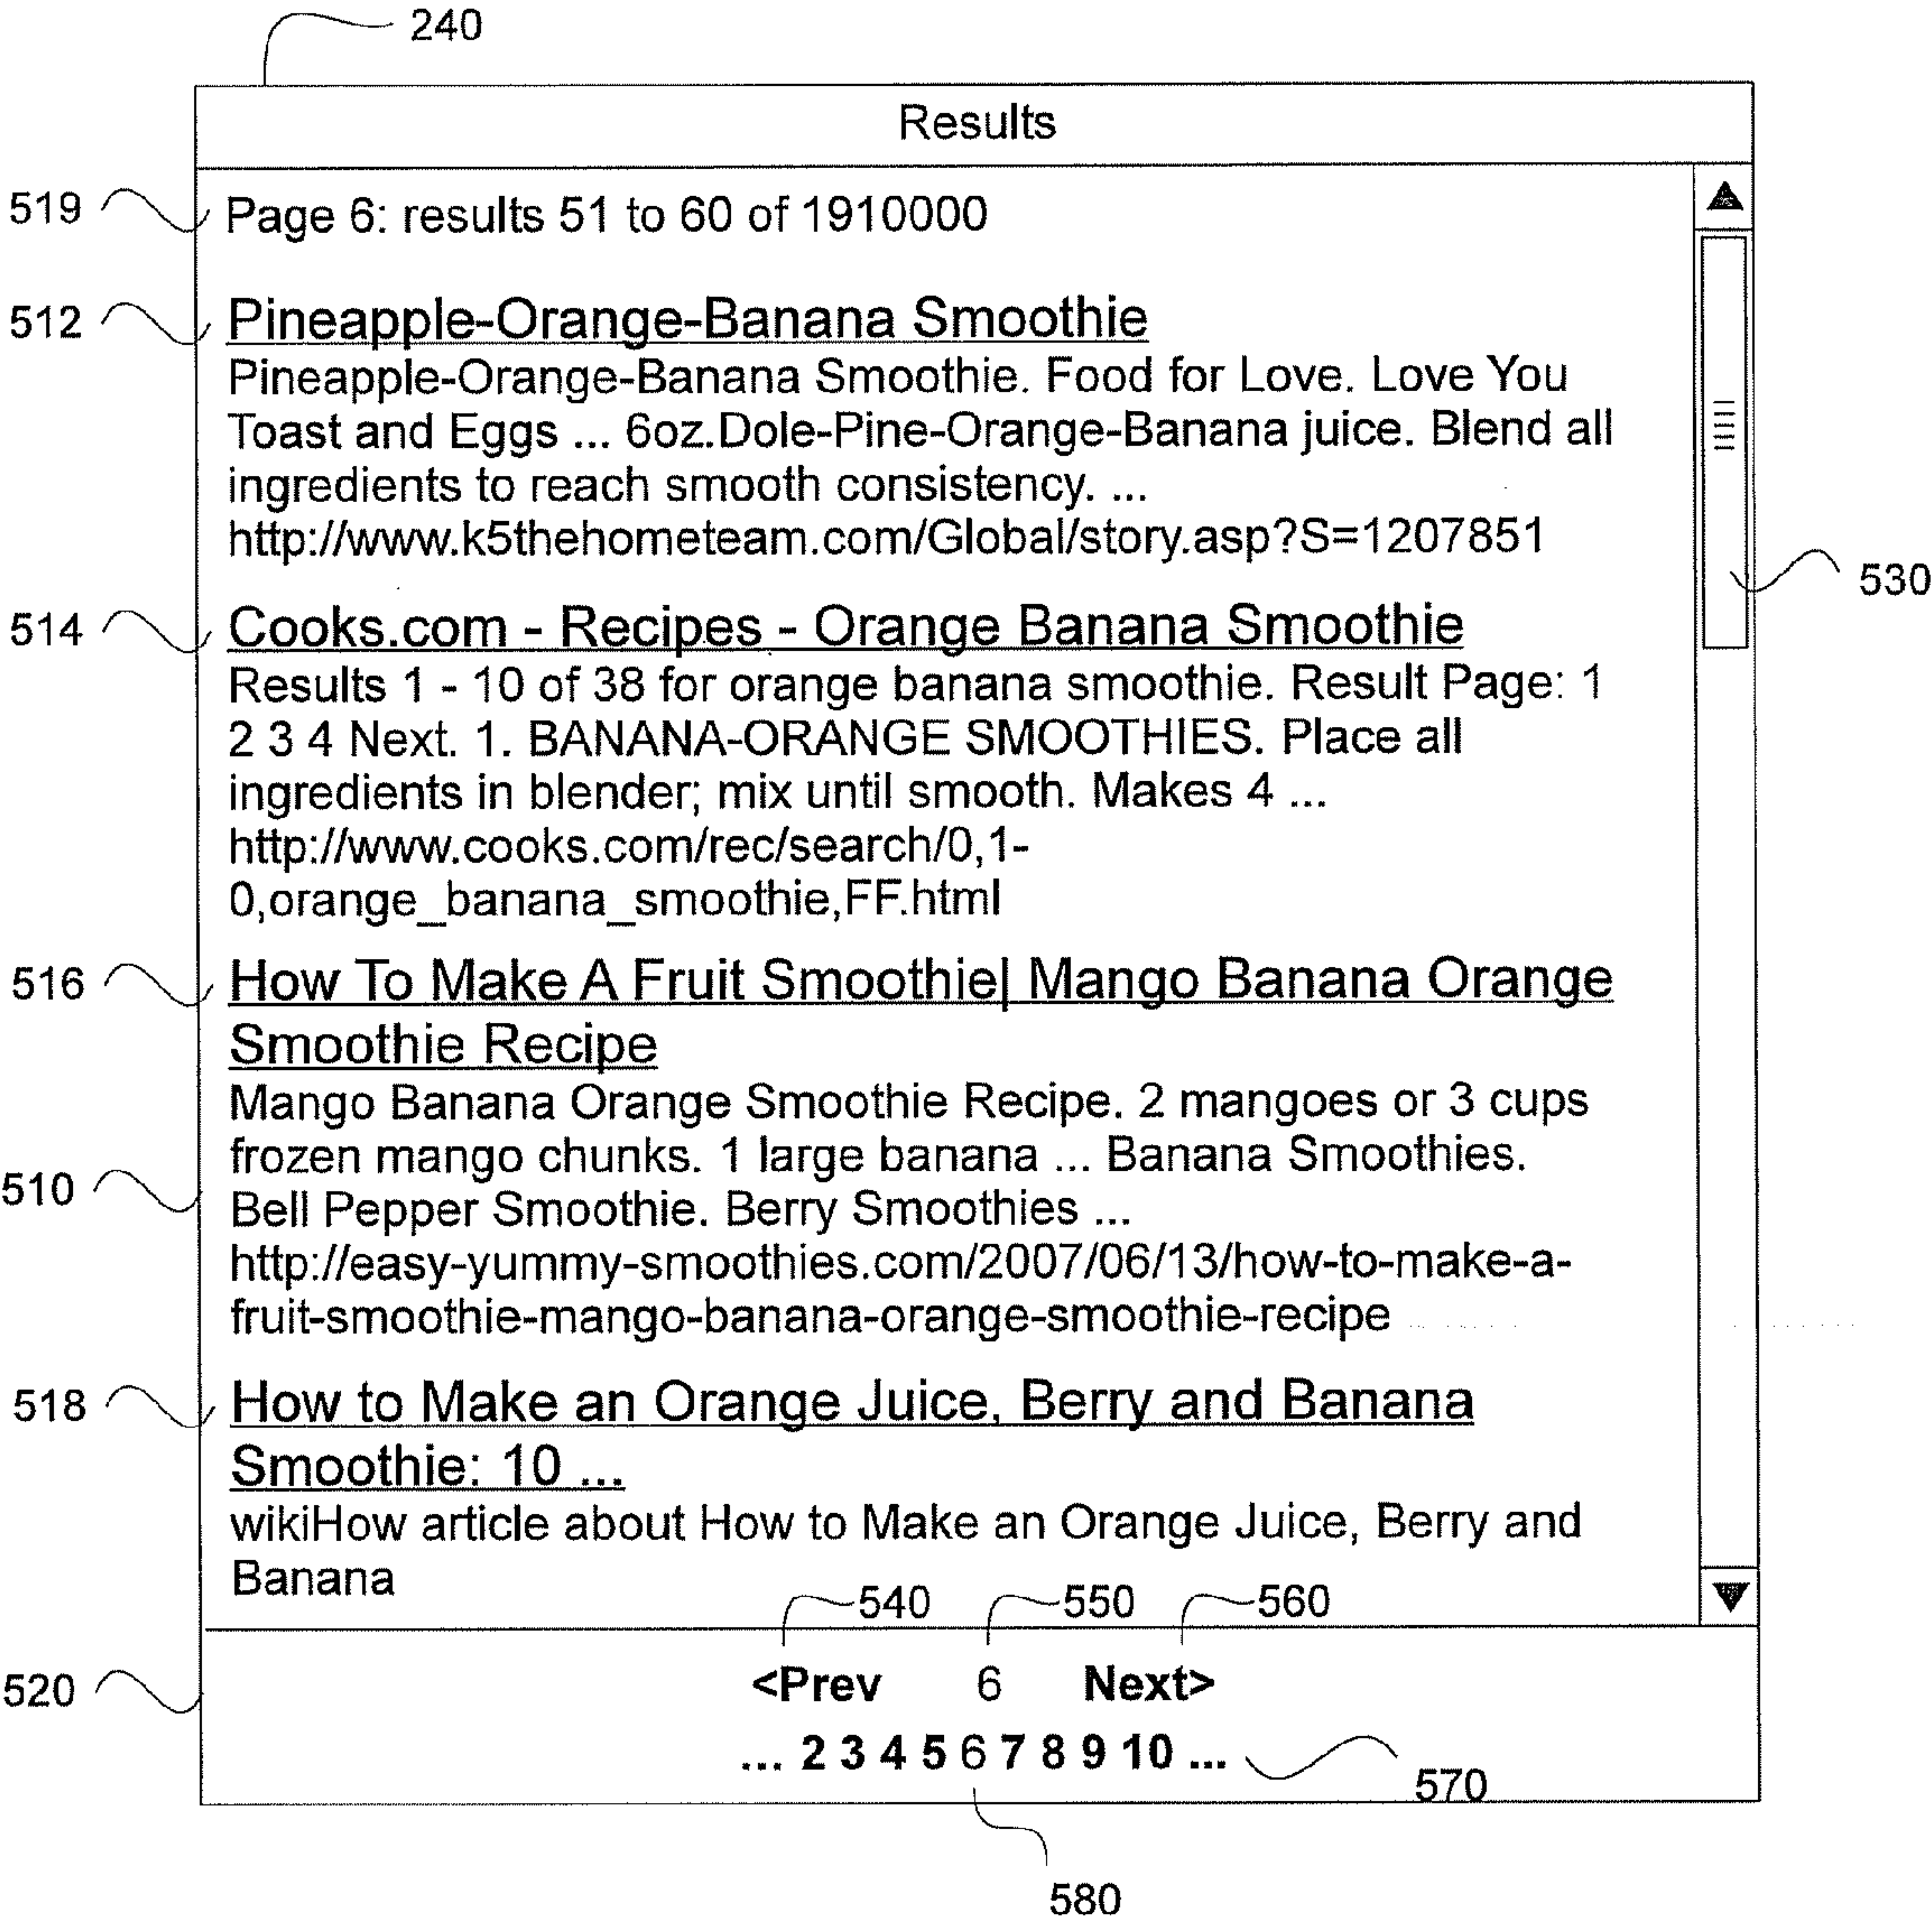 240
Results
519 Page 6: results 51 to 60 of 1910000
512 Pineapple-Orange-Banana Smoothie
Pineapple-Orange-Banana Smoothie. Food for Love. Love You
Toast and Eggs ... 6oz.Dole-Pine-Orange-Banana juice. Blend all
ingredients to reach smooth consistency. ...
http://www.k5thehometeam.com/Global/story.asp?S=1207851
530
514 Cooks.com - Recipes - Orange Banana Smoothie
Results 1 - 10 of 38 for orange banana smoothie. Result Page: 1
2 3 4 Next. 1. BANANA-ORANGE SMOOTHIES. Place all
ingredients in blender; mix until smooth. Makes 4 ...
http://www.cooks.com/rec/search/0,1-
0,orange_banana_smoothie,FF.html
516 How To Make A Fruit Smoothie| Mango Banana Orange
Smoothie Recipe
Mango Banana Orange Smoothie Recipe. 2 mangoes or 3 cups
frozen mango chunks. 1 large banana ... Banana Smoothies.
510 Bell Pepper Smoothie. Berry Smoothies ...
http://easy-yummy-smoothies.com/2007/06/13/how-to-make-a-
fruit-smoothie-mango-banana-orange-smoothie-recipe
518 How to Make an Orange Juice, Berry and Banana
Smoothie: 10 ...
wikiHow article about How to Make an Orange Juice, Berry and
Banana
540 550 560
520 <Prev 6 Next>
... 2 3 4 5 6 7 8 9 10 ...
570
580